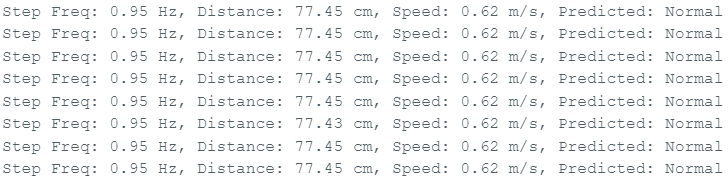 Step Freq: 0.95 Hz, Distance: 77.45 cm, Speed: 0.62 m/s, Predicted: Normal
Step Freq: 0.95 Hz, Distance: 77.45 cm, Speed: 0.62 m/s, Predicted: Normal
Step Freq: 0.95 Hz, Distance: 77.45 cm, Speed: 0.62 m/s, Predicted: Normal
Step Freq: 0.95 Hz, Distance: 77.45 cm, Speed: 0.62 m/s, Predicted: Normal
Step Freq: 0.95 Hz, Distance: 77.45 cm, Speed: 0.62 m/s, Predicted: Normal
Step Freq: 0.95 Hz, Distance: 77.43 cm, Speed: 0.62 m/s, Predicted: Normal
Step Freq: 0.95 Hz, Distance: 77.45 cm, Speed: 0.62 m/s, Predicted: Normal
Step Freq: 0.95 Hz, Distance: 77.45 cm, Speed: 0.62 m/s, Predicted: Normal